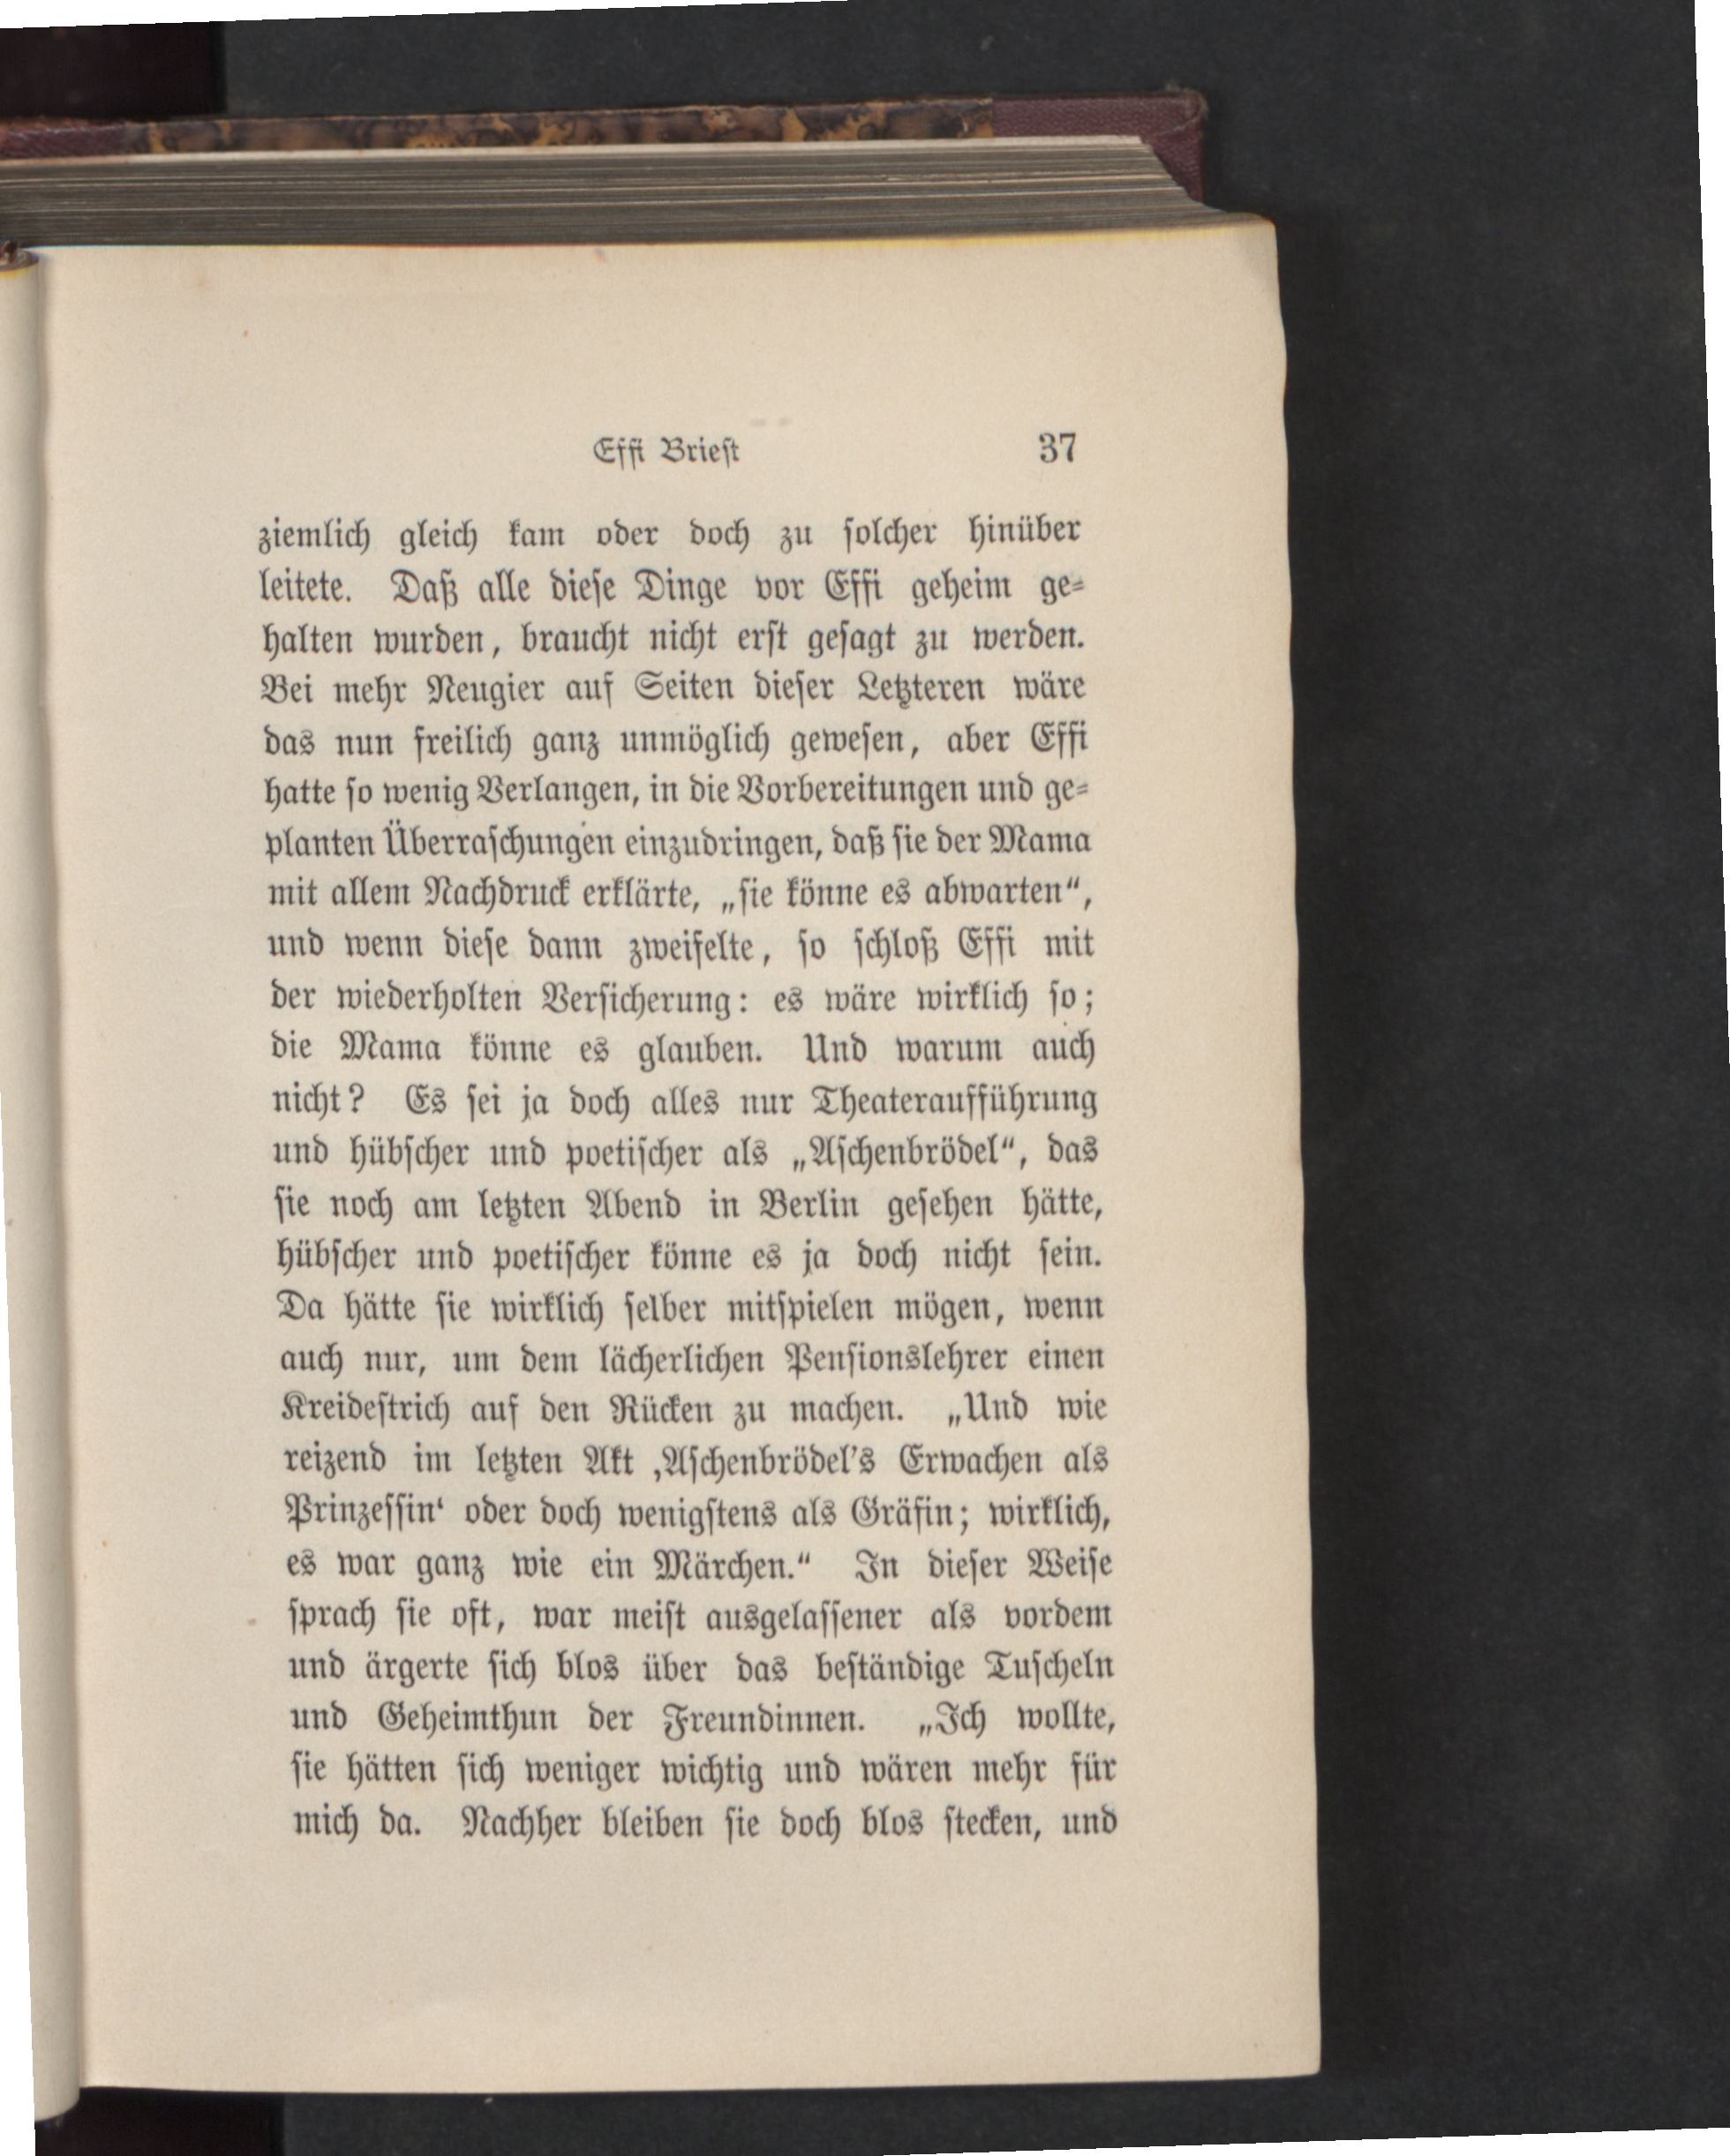 Effi Briest 37
ziemlich gleich kam oder doch zu solcher hinüber
leitete. Daß alle diese Dinge vor Effi geheim ge-
halten wurden, braucht nicht erst gesagt zu werden.
Bei mehr Neugier auf Seiten dieser Letzteren wäre
das nun freilich ganz unmöglich gewesen, aber Effi
hatte so wenig Verlangen, in die Vorbereitungen und ge-
planten Überraschungen einzudringen, daß sie der Mama
mit allem Nachdruck erklärte, „sie könne es abwarten“,
und wenn diese dann zweifelte, so schloß Effi mit
der wiederholten Versicherung: es wäre wirklich so;
die Mama könne es glauben. Und warum auch
nicht? Es sei ja doch alles nur Theateraufführung
und hübscher und poetischer als „Aschenbrödel“, das
sie noch am letzten Abend in Berlin gesehen hätte,
hübscher und poetischer könne es ja doch nicht sein.
Da hätte sie wirklich selber mitspielen mögen, wenn
auch nur, um dem lächerlichen Pensionslehrer einen
Kreidestrich auf den Rücken zu machen. „Und wie
reizend im letzten Akt ‚Aschenbrödel's Erwachen als
Prinzessin‘ oder doch wenigstens als Gräfin; wirklich,
es war ganz wie ein Märchen.“ In dieser Weise
sprach sie oft, war meist ausgelassener als vordem
und ärgerte sich blos über das beständige Tuscheln
und Geheimthun der Freundinnen. „Ich wollte,
sie hätten sich weniger wichtig und wären mehr für
mich da. Nachher bleiben sie doch blos stecken, und